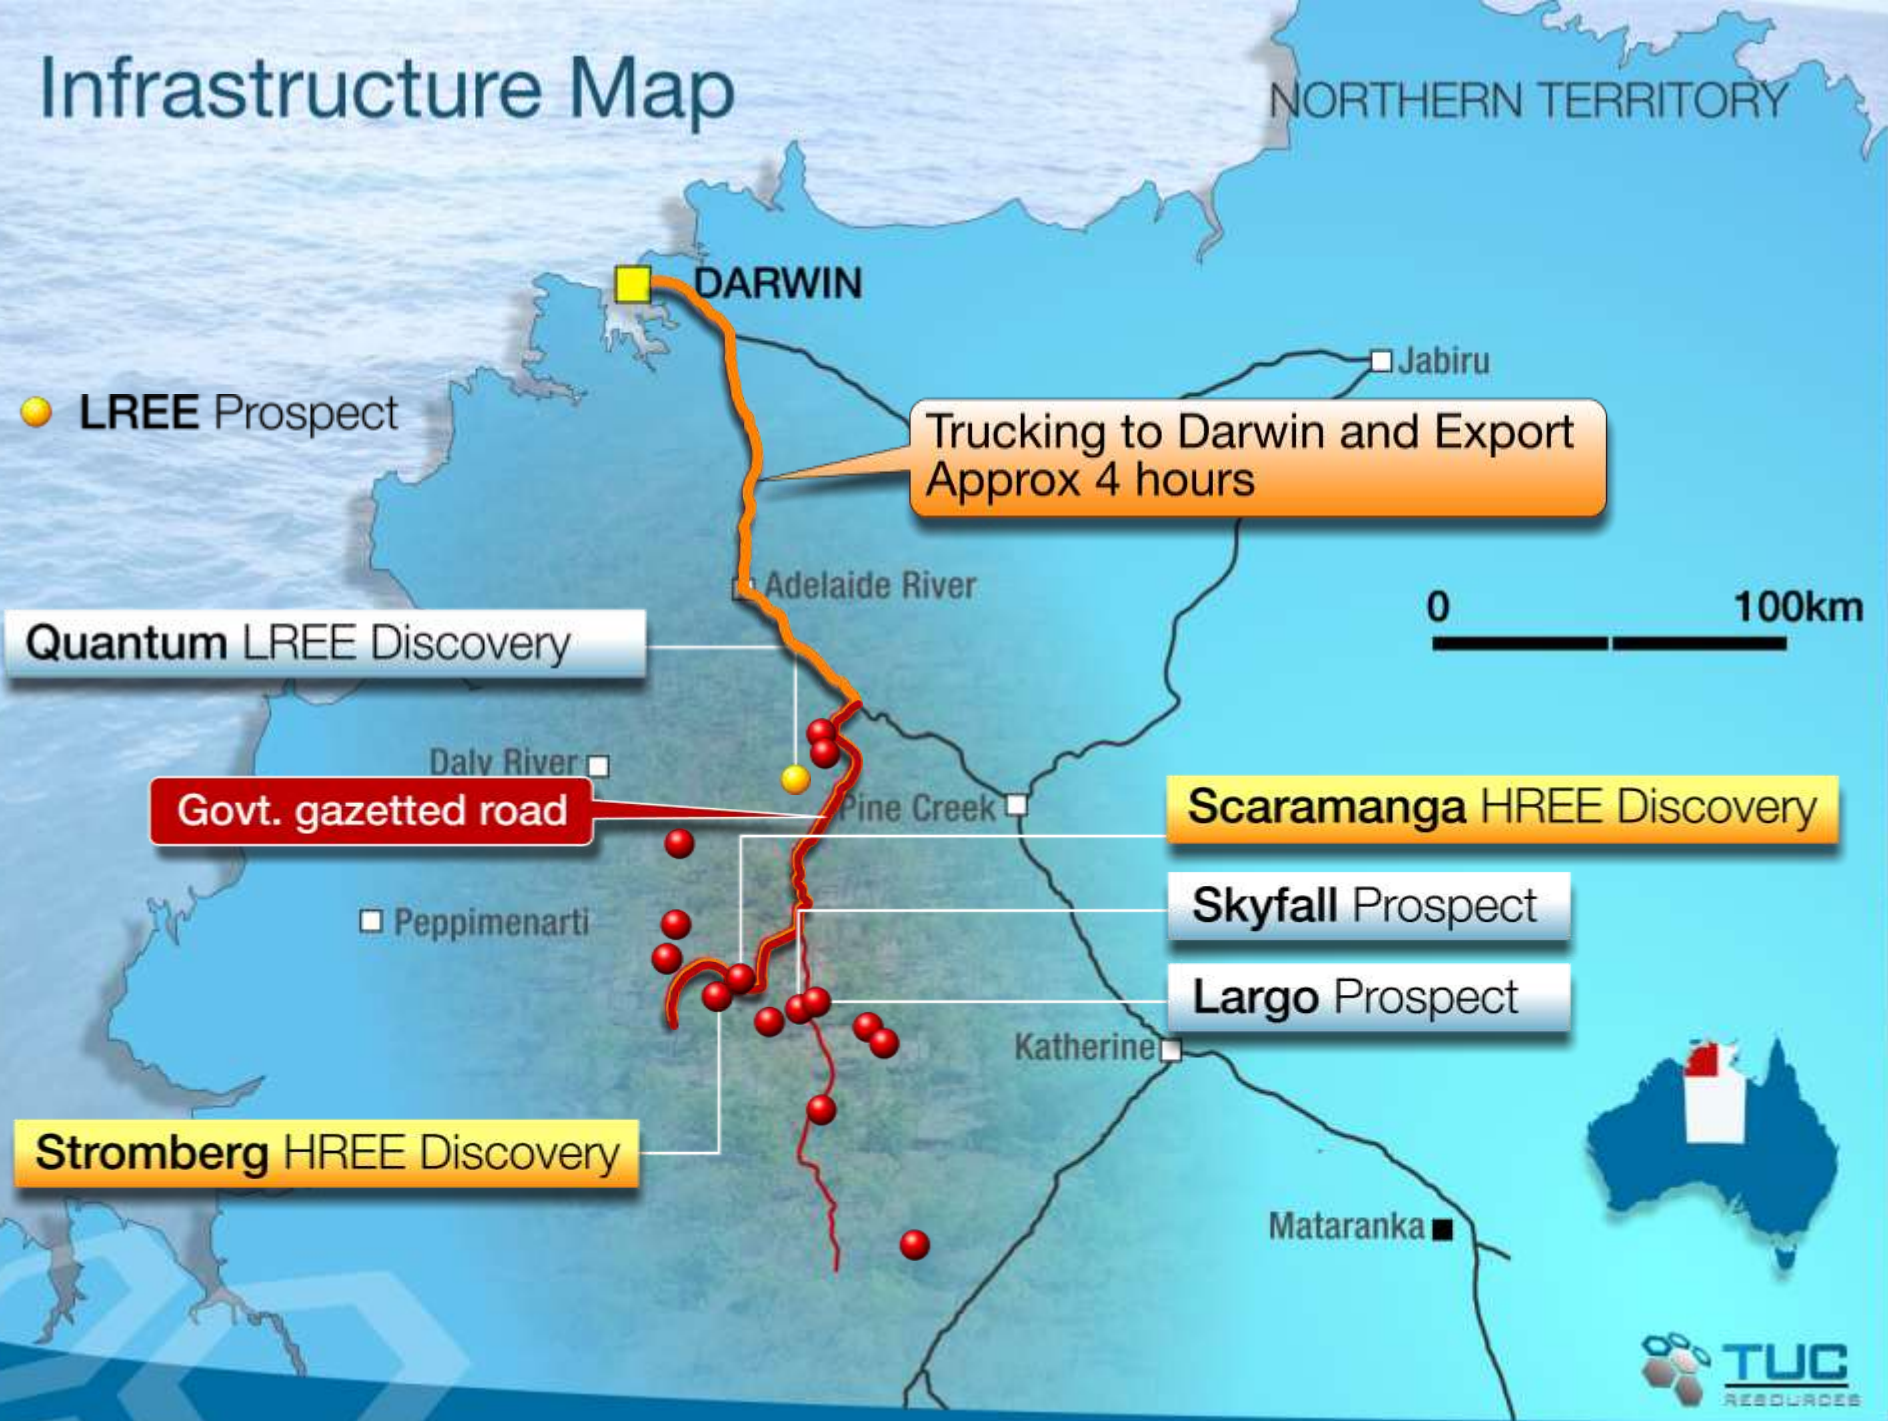 Infrastructure Map
NORTHERN TERRITORY
DARWIN
Jabiru
LREE Prospect
Trucking to Darwin and Export
Approx 4 hours
Adelaide River
0 100km
Quantum LREE Discovery
Daly River
Govt. gazetted road
Pine Creek
Scaramanga HREE Discovery
Skyfall Prospect
Peppimenarti
Largo Prospect
Katherine
Stromberg HREE Discovery
Mataranka
TUC
RESOURCES